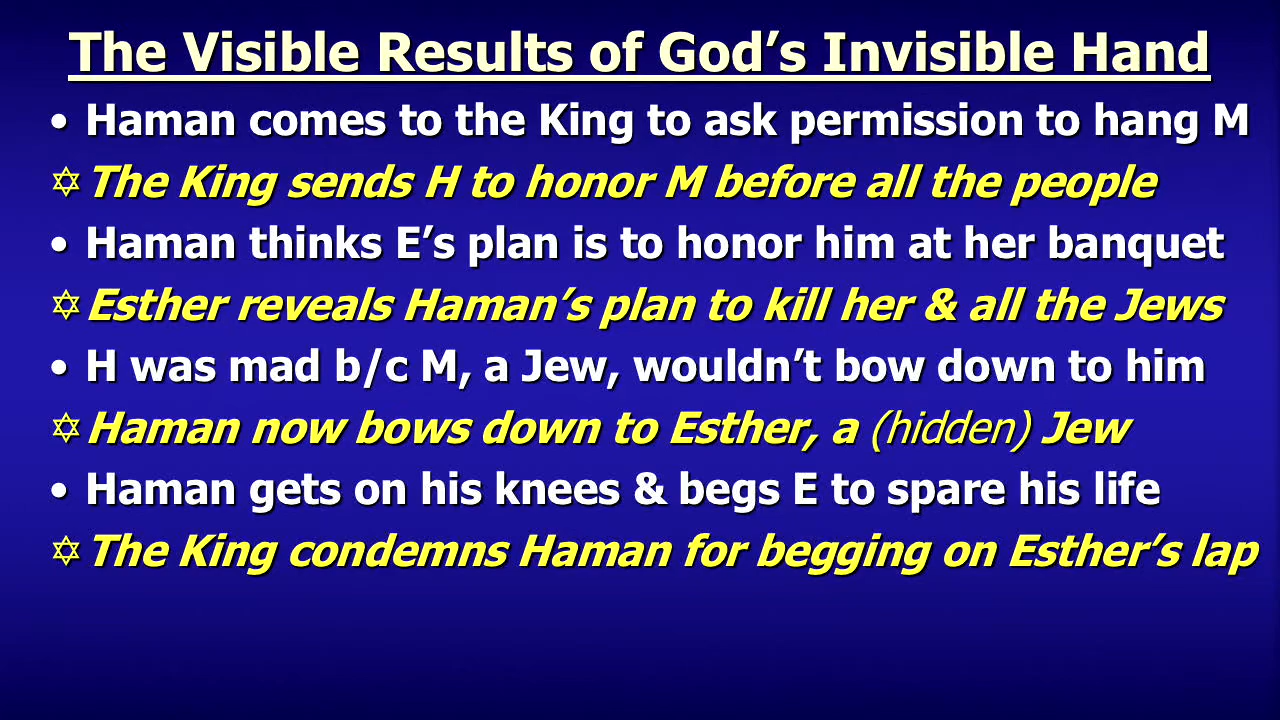 The Visible Results of God’s Invisible Hand
• Haman comes to the King to ask permission to hang M
✡ The King sends H to honor M before all the people
• Haman thinks E’s plan is to honor him at her banquet
✡ Esther reveals Haman’s plan to kill her & all the Jews
• H was mad b/c M, a Jew, wouldn’t bow down to him
✡ Haman now bows down to Esther, a (hidden) Jew
• Haman gets on his knees & begs E to spare his life
✡ The King condemns Haman for begging on Esther’s lap